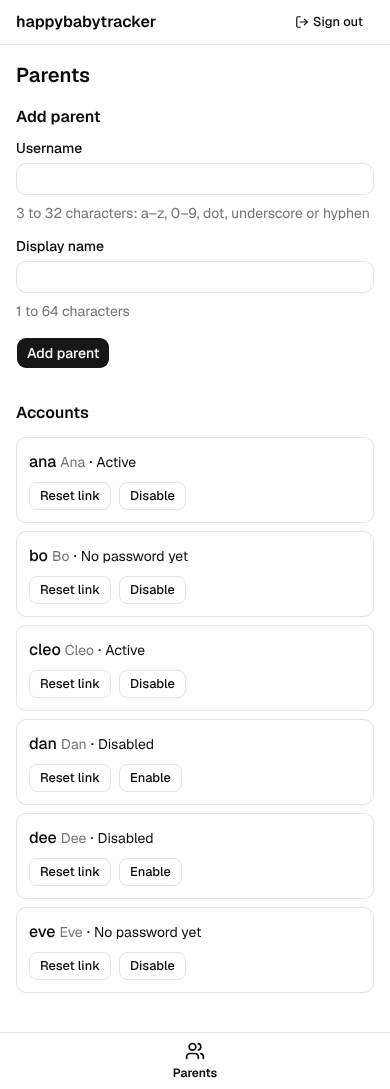 happybabytracker
Sign out
Parents
Add parent
Username
3 to 32 characters: a–z, 0–9, dot, underscore or hyphen
Display name
1 to 64 characters
Add parent
Accounts
ana Ana · Active
Reset link Disable
bo Bo · No password yet
Reset link Disable
cleo Cleo · Active
Reset link Disable
dan Dan · Disabled
Reset link Enable
dee Dee · Disabled
Reset link Enable
eve Eve · No password yet
Reset link Disable
Parents